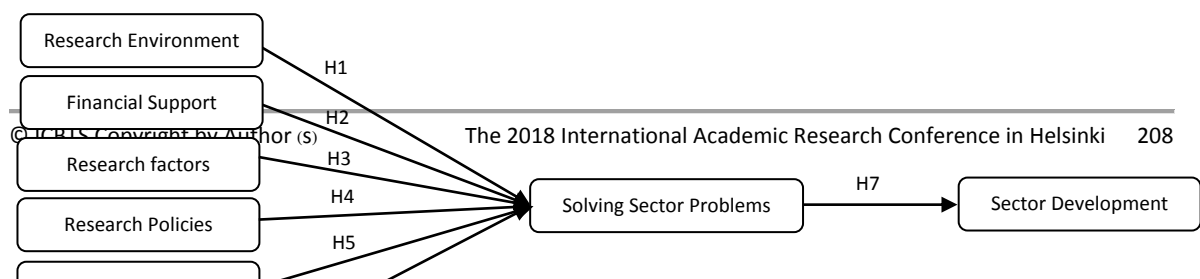 Research Environment
H1
Financial Support
H2
© ICBTS Copyright by Author (S) The 2018 International Academic Research Conference in Helsinki 208
Research factors
H3
H4
Research Policies
H5
Solving Sector Problems
H7
Sector Development